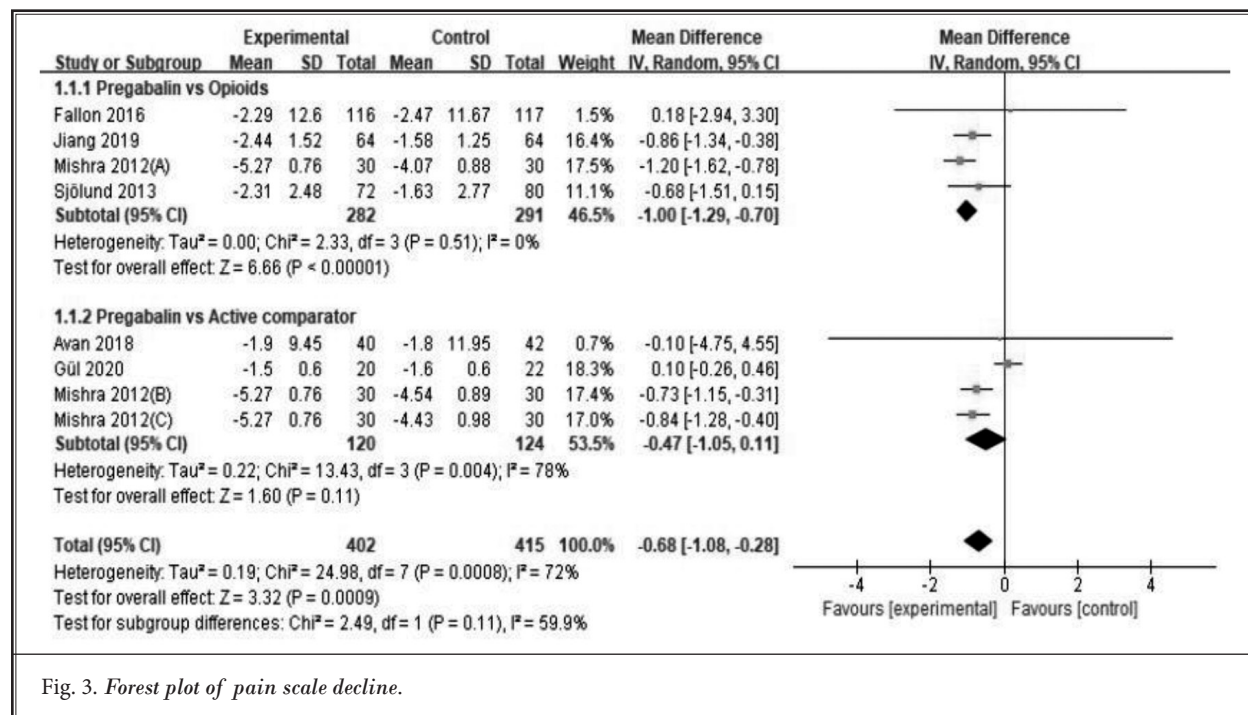 Experimental Control Mean Difference Mean Difference
Study or Subgroup Mean SD Total Mean SD Total Weight IV, Random, 95% CI IV, Random, 95% CI
1.1.1 Pregabalin vs Opioids
Fallon 2016 -2.29 12.6 116 -2.47 11.67 117 1.5% 0.18 [-2.94, 3.30]
Jiang 2019 -2.44 1.52 64 -1.58 1.25 64 16.4% -0.86 [-1.34, -0.38]
Mishra 2012(A) -5.27 0.76 30 -4.07 0.88 30 17.5% -1.20 [-1.62, -0.78]
Sjölund 2013 -2.31 2.48 72 -1.63 2.77 80 11.1% -0.68 [-1.51, 0.15]
Subtotal (95% CI) 282 291 46.5% -1.00 [-1.29, -0.70]
Heterogeneity: Tau² = 0.00; Chi² = 2.33, df = 3 (P = 0.51); I² = 0%
Test for overall effect: Z = 6.66 (P < 0.00001)
1.1.2 Pregabalin vs Active comparator
Avan 2018 -1.9 9.45 40 -1.8 11.95 42 0.7% -0.10 [-4.75, 4.55]
Gül 2020 -1.5 0.6 20 -1.6 0.6 22 18.3% 0.10 [-0.26, 0.46]
Mishra 2012(B) -5.27 0.76 30 -4.54 0.89 30 17.4% -0.73 [-1.15, -0.31]
Mishra 2012(C) -5.27 0.76 30 -4.43 0.98 30 17.0% -0.84 [-1.28, -0.40]
Subtotal (95% CI) 120 124 53.5% -0.47 [-1.05, 0.11]
Heterogeneity: Tau² = 0.22; Chi² = 13.43, df = 3 (P = 0.004); I² = 78%
Test for overall effect: Z = 1.60 (P = 0.11)
Total (95% CI) 402 415 100.0% -0.68 [-1.08, -0.28]
Heterogeneity: Tau² = 0.19; Chi² = 24.98, df = 7 (P = 0.0008); I² = 72%
Test for overall effect: Z = 3.32 (P = 0.0009)
Test for subgroup differences: Chi² = 2.49, df = 1 (P = 0.11), I² = 59.9%
-4 -2 0 2 4
Favours [experimental] Favours [control]
Fig. 3. Forest plot of pain scale decline.